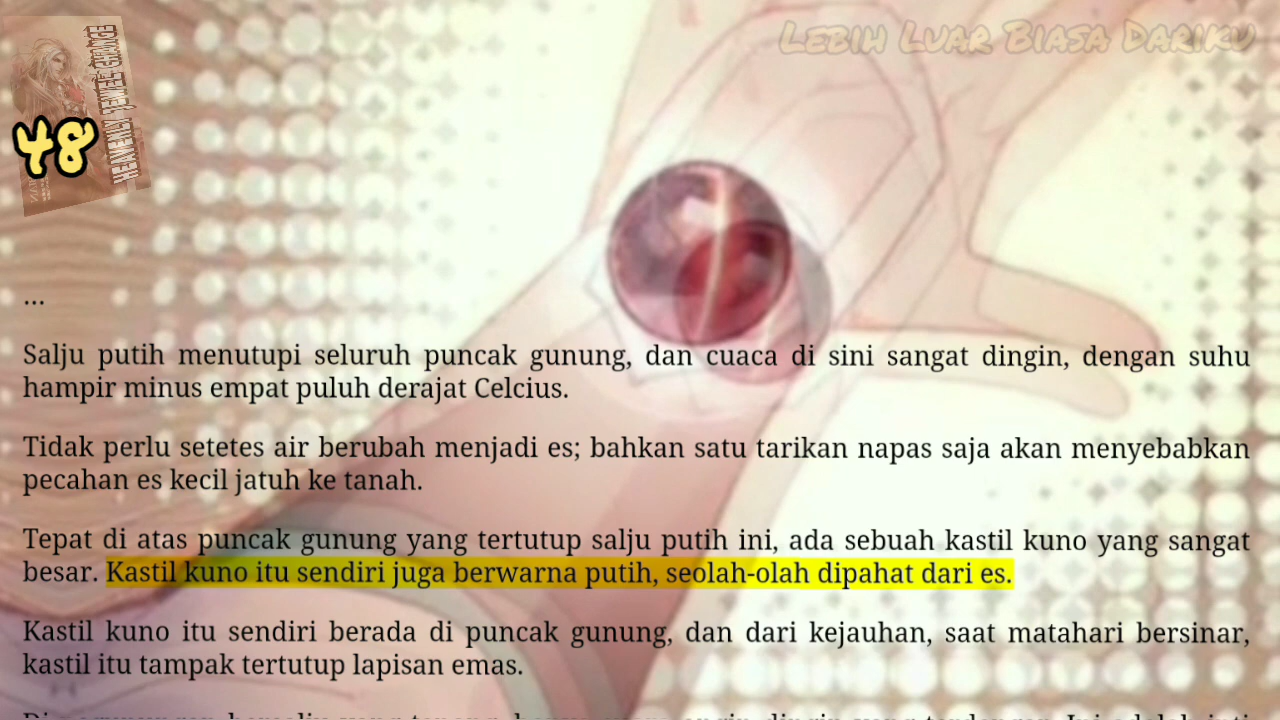 Lebih Luar Biasa Dariku
HEAVENLY JEWEL CHANGE
48
...
Salju putih menutupi seluruh puncak gunung, dan cuaca di sini sangat dingin, dengan suhu
hampir minus empat puluh derajat Celcius.
Tidak perlu setetes air berubah menjadi es; bahkan satu tarikan napas saja akan menyebabkan
pecahan es kecil jatuh ke tanah.
Tepat di atas puncak gunung yang tertutup salju putih ini, ada sebuah kastil kuno yang sangat
besar. Kastil kuno itu sendiri juga berwarna putih, seolah-olah dipahat dari es.
Kastil kuno itu sendiri berada di puncak gunung, dan dari kejauhan, saat matahari bersinar,
kastil itu tampak tertutup lapisan emas.